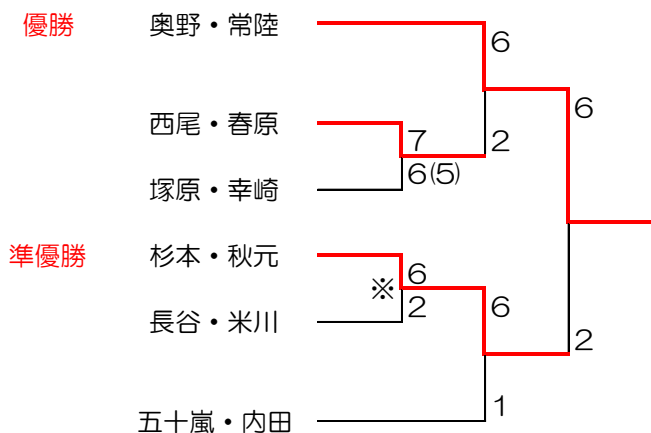 優勝 奥野・常陸
6
6
西尾・春原
7
2
6(5)
塚原・幸崎
準優勝 杉本・秋元
6
※
2
6
長谷・米川
2
1
五十嵐・内田